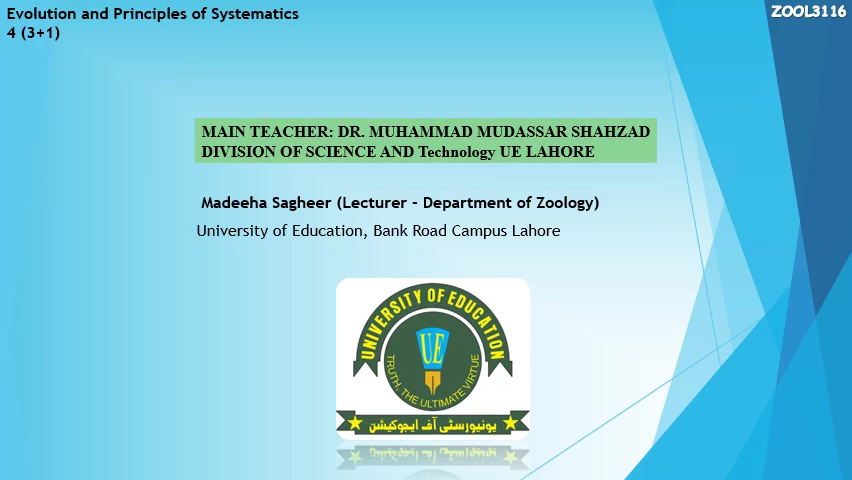 Evolution and Principles of Systematics
4 (3+1)
ZOOL3116
MAIN TEACHER: DR. MUHAMMAD MUDASSAR SHAHZAD
DIVISION OF SCIENCE AND Technology UE LAHORE
Madeeha Sagheer (Lecturer – Department of Zoology)
University of Education, Bank Road Campus Lahore
UNIVERSITY OF EDUCATION
UE
TRUTH, THE ULTIMATE VIRTUE
یونیورسٹی آف ایجوکیشن